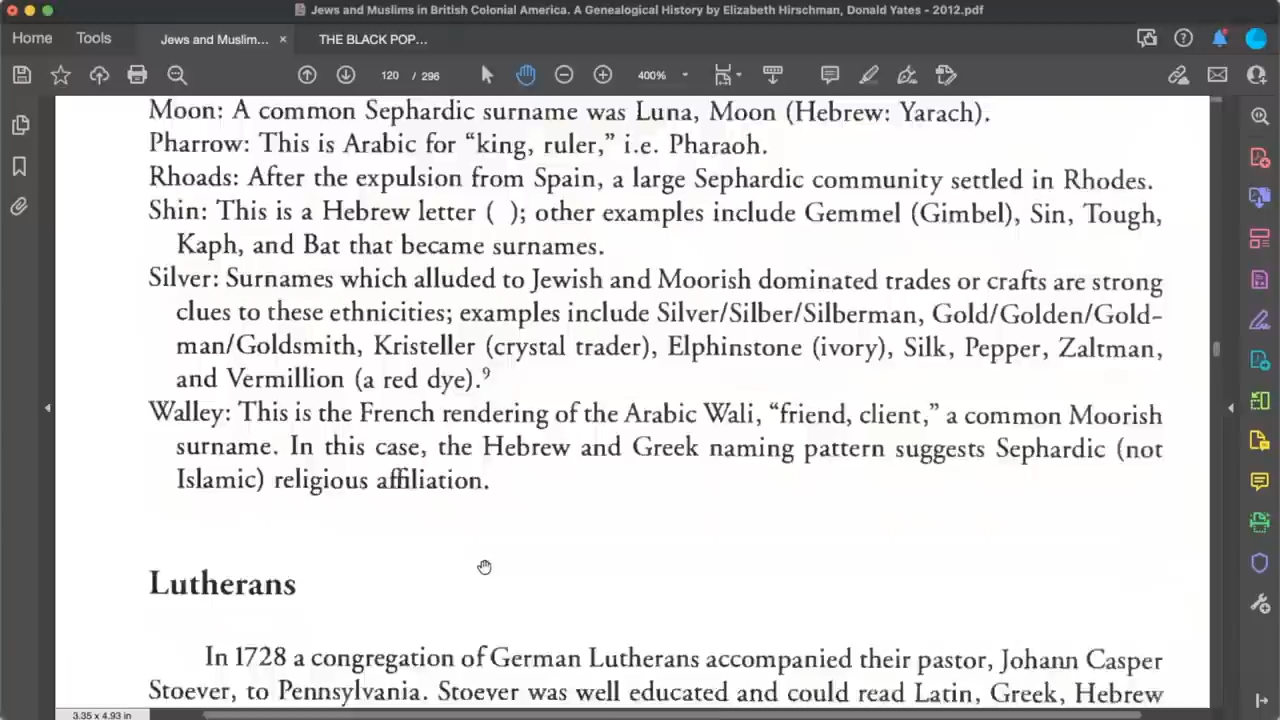 Jews and Muslims in British Colonial America. A Genealogical History by Elizabeth Hirschman, Donald Yates - 2012.pdf
Home Tools Jews and Muslim... × THE BLACK POP...
120 / 296 400%
Moon: A common Sephardic surname was Luna, Moon (Hebrew: Yarach).
Pharrow: This is Arabic for “king, ruler,” i.e. Pharaoh.
Rhoads: After the expulsion from Spain, a large Sephardic community settled in Rhodes.
Shin: This is a Hebrew letter ( ); other examples include Gemmel (Gimbel), Sin, Tough,
Kaph, and Bat that became surnames.
Silver: Surnames which alluded to Jewish and Moorish dominated trades or crafts are strong
clues to these ethnicities; examples include Silver/Silber/Silberman, Gold/Golden/Gold-
man/Goldsmith, Kristeller (crystal trader), Elphinstone (ivory), Silk, Pepper, Zaltman,
and Vermillion (a red dye).⁹
Walley: This is the French rendering of the Arabic Wali, “friend, client,” a common Moorish
surname. In this case, the Hebrew and Greek naming pattern suggests Sephardic (not
Islamic) religious affiliation.
Lutherans
In 1728 a congregation of German Lutherans accompanied their pastor, Johann Casper
Stoever, to Pennsylvania. Stoever was well educated and could read Latin, Greek, Hebrew
3.35 x 4.93 in